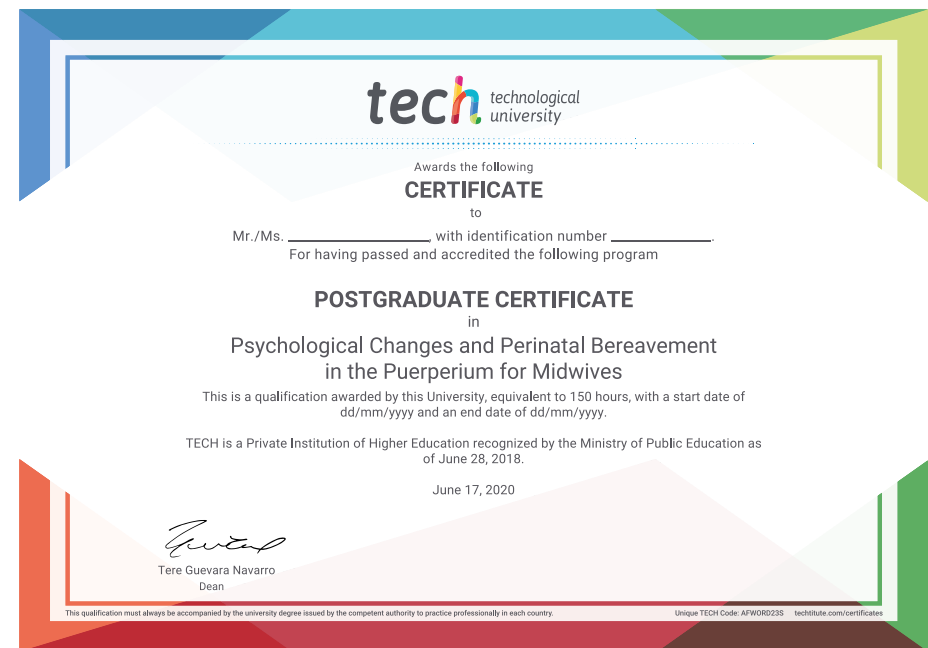 tech technological
university
Awards the following
CERTIFICATE
to
Mr./Ms. ____________________, with identification number ______________.
For having passed and accredited the following program
POSTGRADUATE CERTIFICATE
in
Psychological Changes and Perinatal Bereavement
in the Puerperium for Midwives
This is a qualification awarded by this University, equivalent to 150 hours, with a start date of
dd/mm/yyyy and an end date of dd/mm/yyyy.
TECH is a Private Institution of Higher Education recognized by the Ministry of Public Education as
of June 28, 2018.
June 17, 2020
Tere Guevara Navarro
Dean
This qualification must always be accompanied by the university degree issued by the competent authority to practice professionally in each country. Unique TECH Code: AFWORD23S techtitute.com/certificates